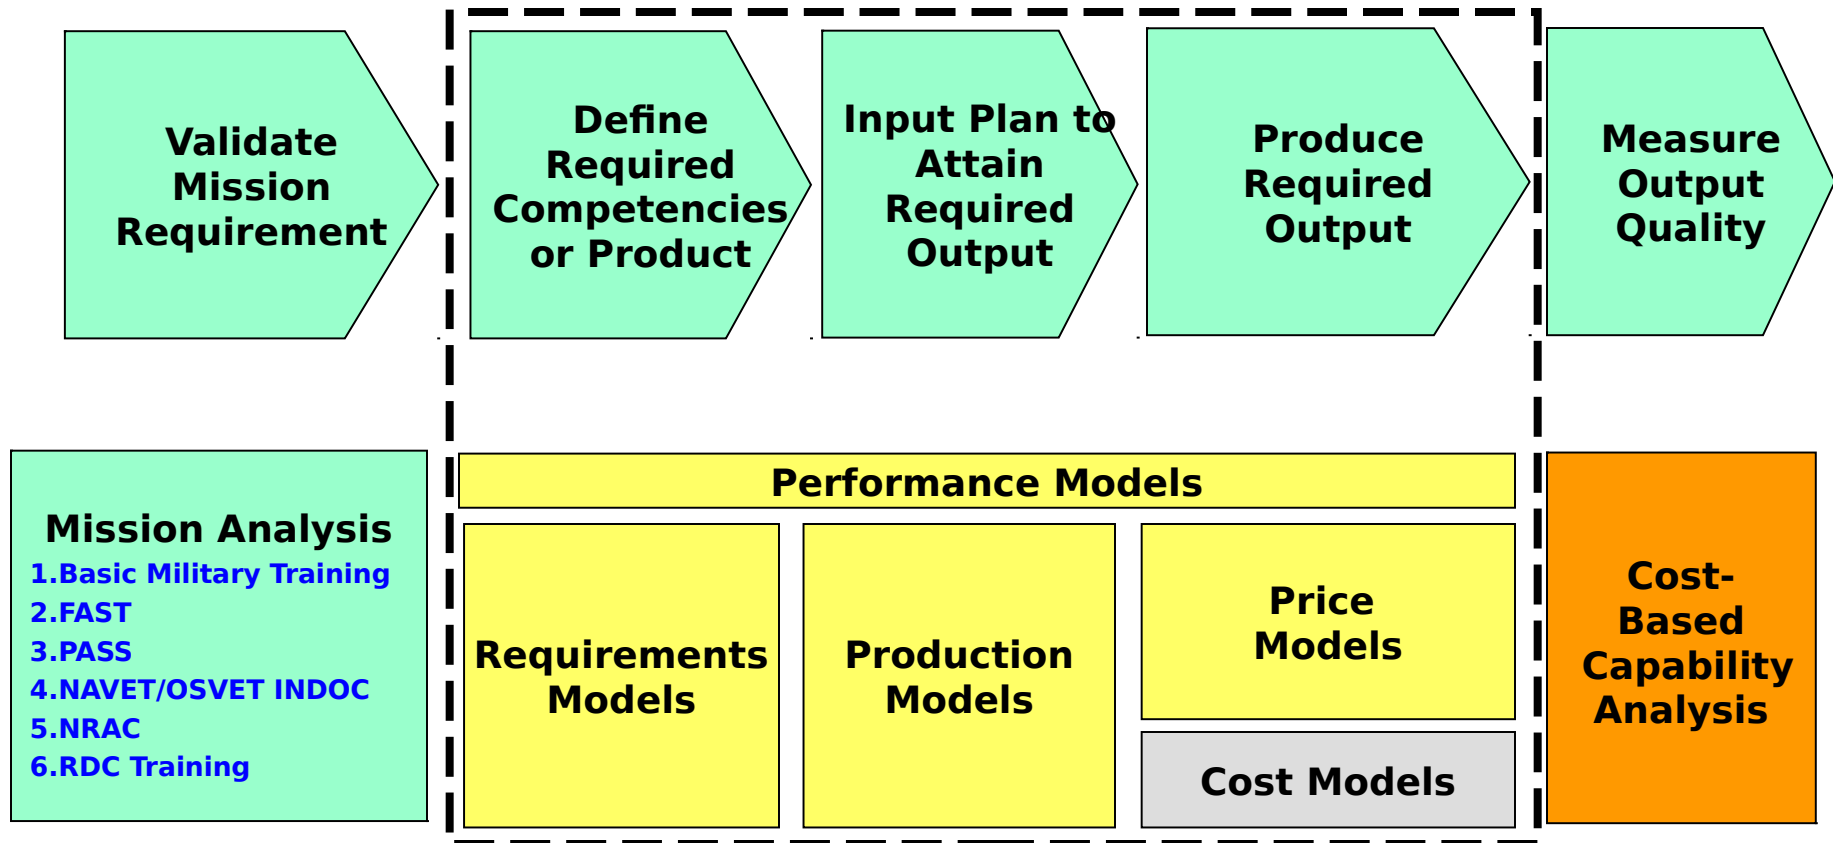 Validate
Mission
Requirement
Define
Required
Competencies
or Product
Input Plan to
Attain
Required
Output
Produce
Required
Output
Measure
Output
Quality
Mission Analysis
1.Basic Military Training
2.FAST
3.PASS
4.NAVET/OSVET INDOC
5.NRAC
6.RDC Training
Performance Models
Requirements
Models
Production
Models
Price
Models
Cost Models
Cost-
Based
Capability
Analysis